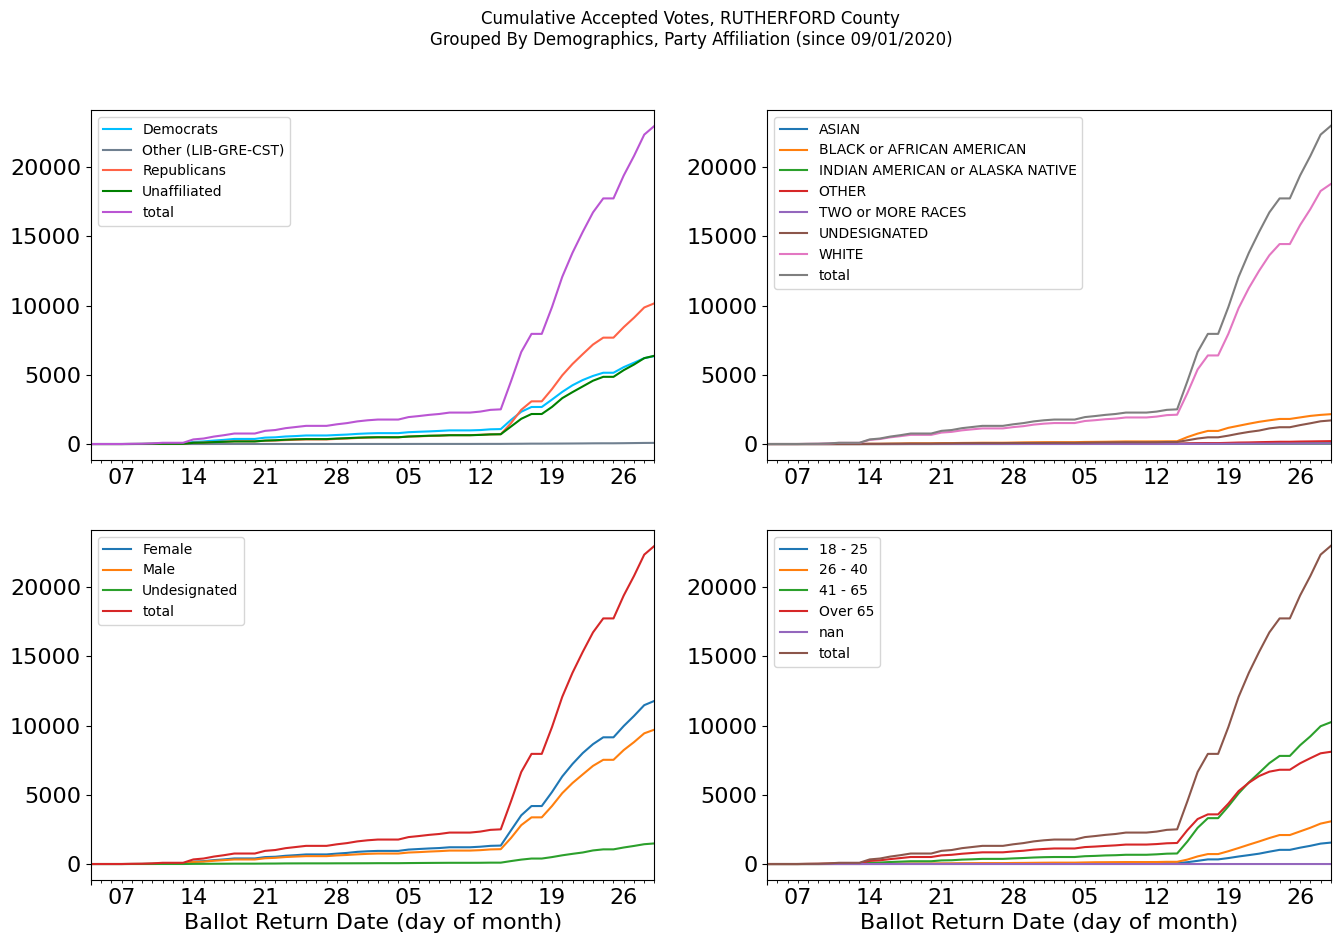 Cumulative Accepted Votes, RUTHERFORD County
Grouped By Demographics, Party Affiliation (since 09/01/2020)
Democrats
Other (LIB-GRE-CST)
Republicans
Unaffiliated
total
20000
15000
10000
5000
0
07 14 21 28 05 12 19 26
ASIAN
BLACK or AFRICAN AMERICAN
INDIAN AMERICAN or ALASKA NATIVE
OTHER
TWO or MORE RACES
UNDESIGNATED
WHITE
total
20000
15000
10000
5000
0
07 14 21 28 05 12 19 26
Female
Male
Undesignated
total
20000
15000
10000
5000
0
07 14 21 28 05 12 19 26
Ballot Return Date (day of month)
18 - 25
26 - 40
41 - 65
Over 65
nan
total
20000
15000
10000
5000
0
07 14 21 28 05 12 19 26
Ballot Return Date (day of month)